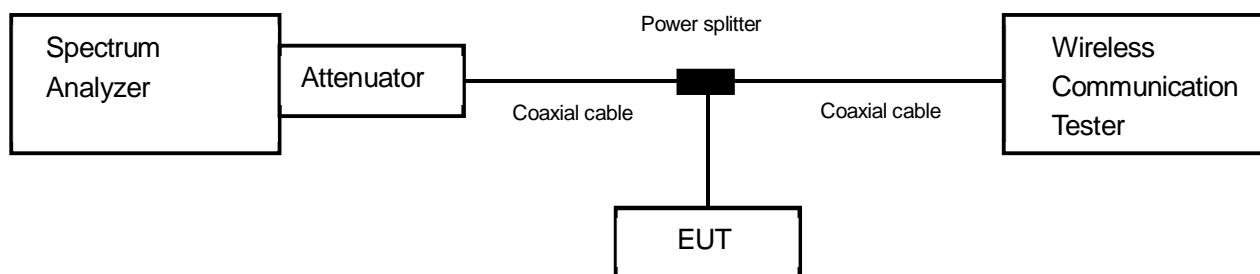 Spectrum
Analyzer
Attenuator
Power splitter
Coaxial cable
Coaxial cable
Wireless
Communication
Tester
EUT